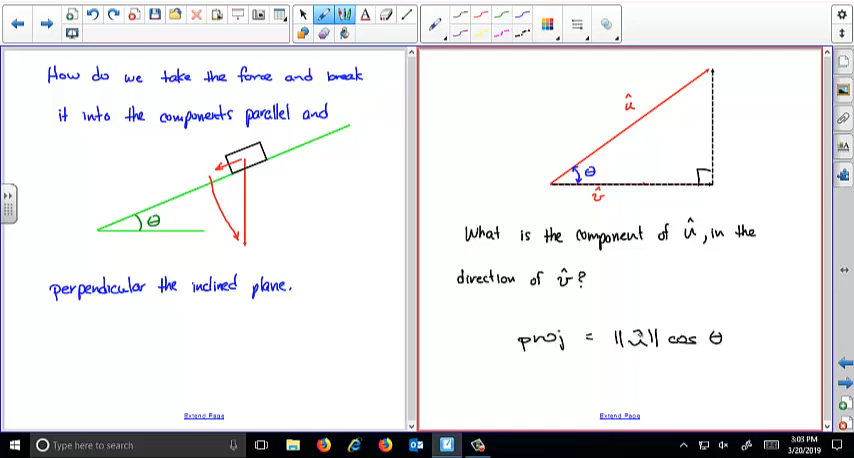 How do we take the force and break
it into the components parallel and
θ
perpendicular the inclined plane.
Extend Page
û
θ
v̂
What is the component of û, in the
direction of v̂?
proj = ||û|| cos θ
Extend Page
Type here to search
3:03 PM
3/20/2019